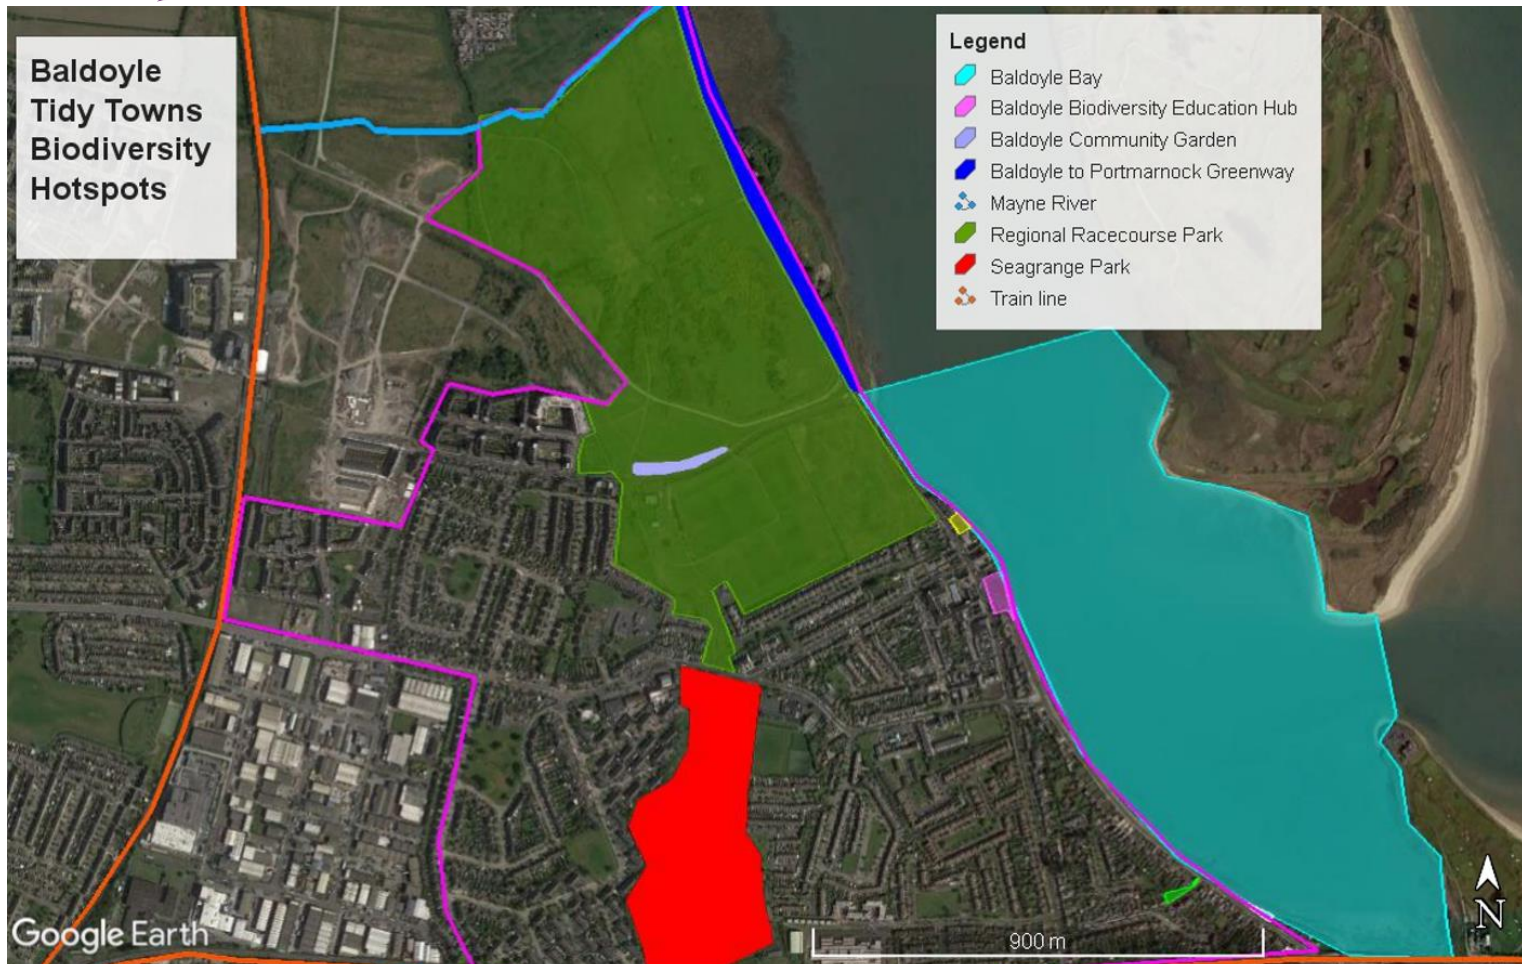 Baldoyle
Tidy Towns
Biodiversity
Hotspots
Legend
Baldoyle Bay
Baldoyle Biodiversity Education Hub
Baldoyle Community Garden
Baldoyle to Portmarnock Greenway
Mayne River
Regional Racecourse Park
Seagrange Park
Train line
N
900 m
Google Earth